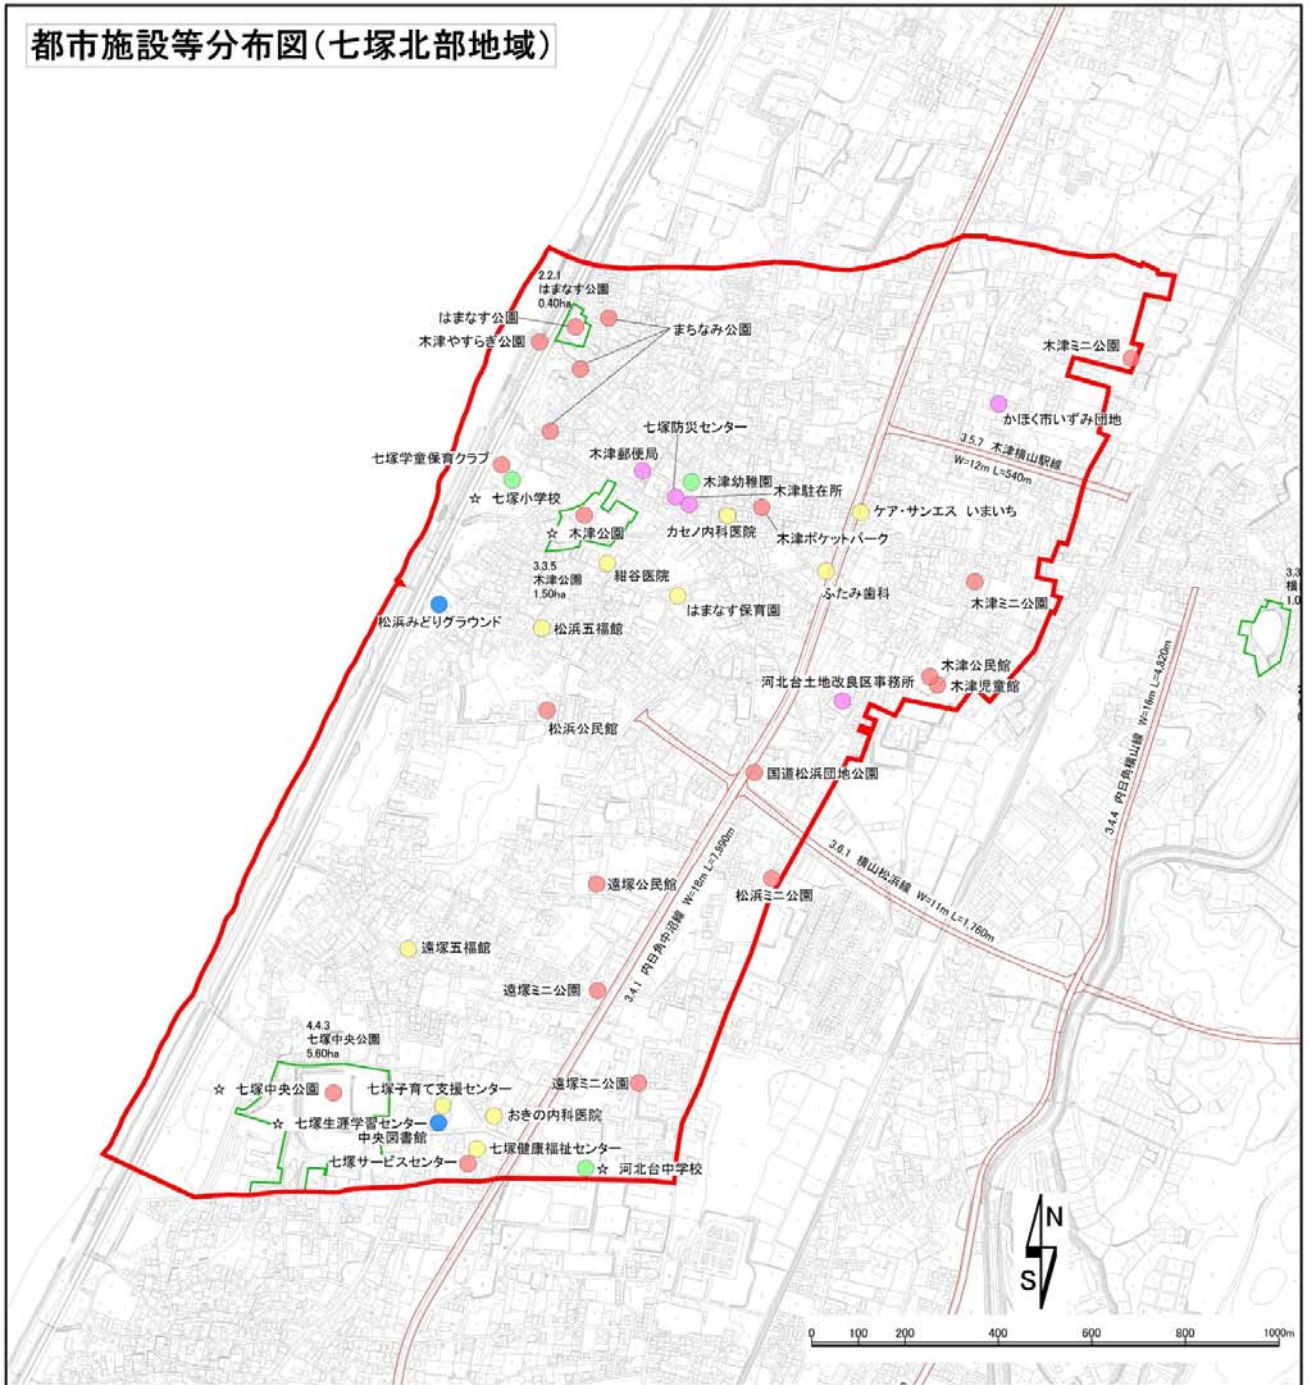 都市施設等分布図(七塚北部地域)
2.2.1
はまなす公園
0.40ha
はまなす公園
木津やすらぎ公園
まちなみ公園
木津ミニ公園
かほく市いずみ団地
3.5.7 木津横山駅線
W=12m L=540m
七塚防災センター
木津郵便局
七塚学童保育クラブ
木津幼稚園
木津駐在所
☆ 七塚小学校
☆ 木津公園
カセノ内科医院
木津ポケットパーク
ケア・サンエス いまいち
3.3.5
木津公園
1.50ha
紺谷医院
はまなす保育園
ふたみ歯科
木津ミニ公園
3.3
横
1.0
松浜みどりグラウンド
松浜五福館
木津公民館
河北台土地改良区事務所
木津児童館
松浜公民館
国道松浜団地公園
3.4.4 内日角横山線 W=16m L=4,820m
3.4.1 内日角中沼線 W=18m L=7,990m
3.6.1 横山松浜線 W=11m L=1,760m
遠塚公民館
松浜ミニ公園
遠塚五福館
遠塚ミニ公園
4.4.3
七塚中央公園
5.60ha
☆ 七塚中央公園
七塚子育て支援センター
遠塚ミニ公園
☆ 七塚生涯学習センター
中央図書館
おきの内科医院
七塚健康福祉センター
七塚サービスセンター
☆ 河北台中学校
N
S
0 100 200 400 600 800 1000m